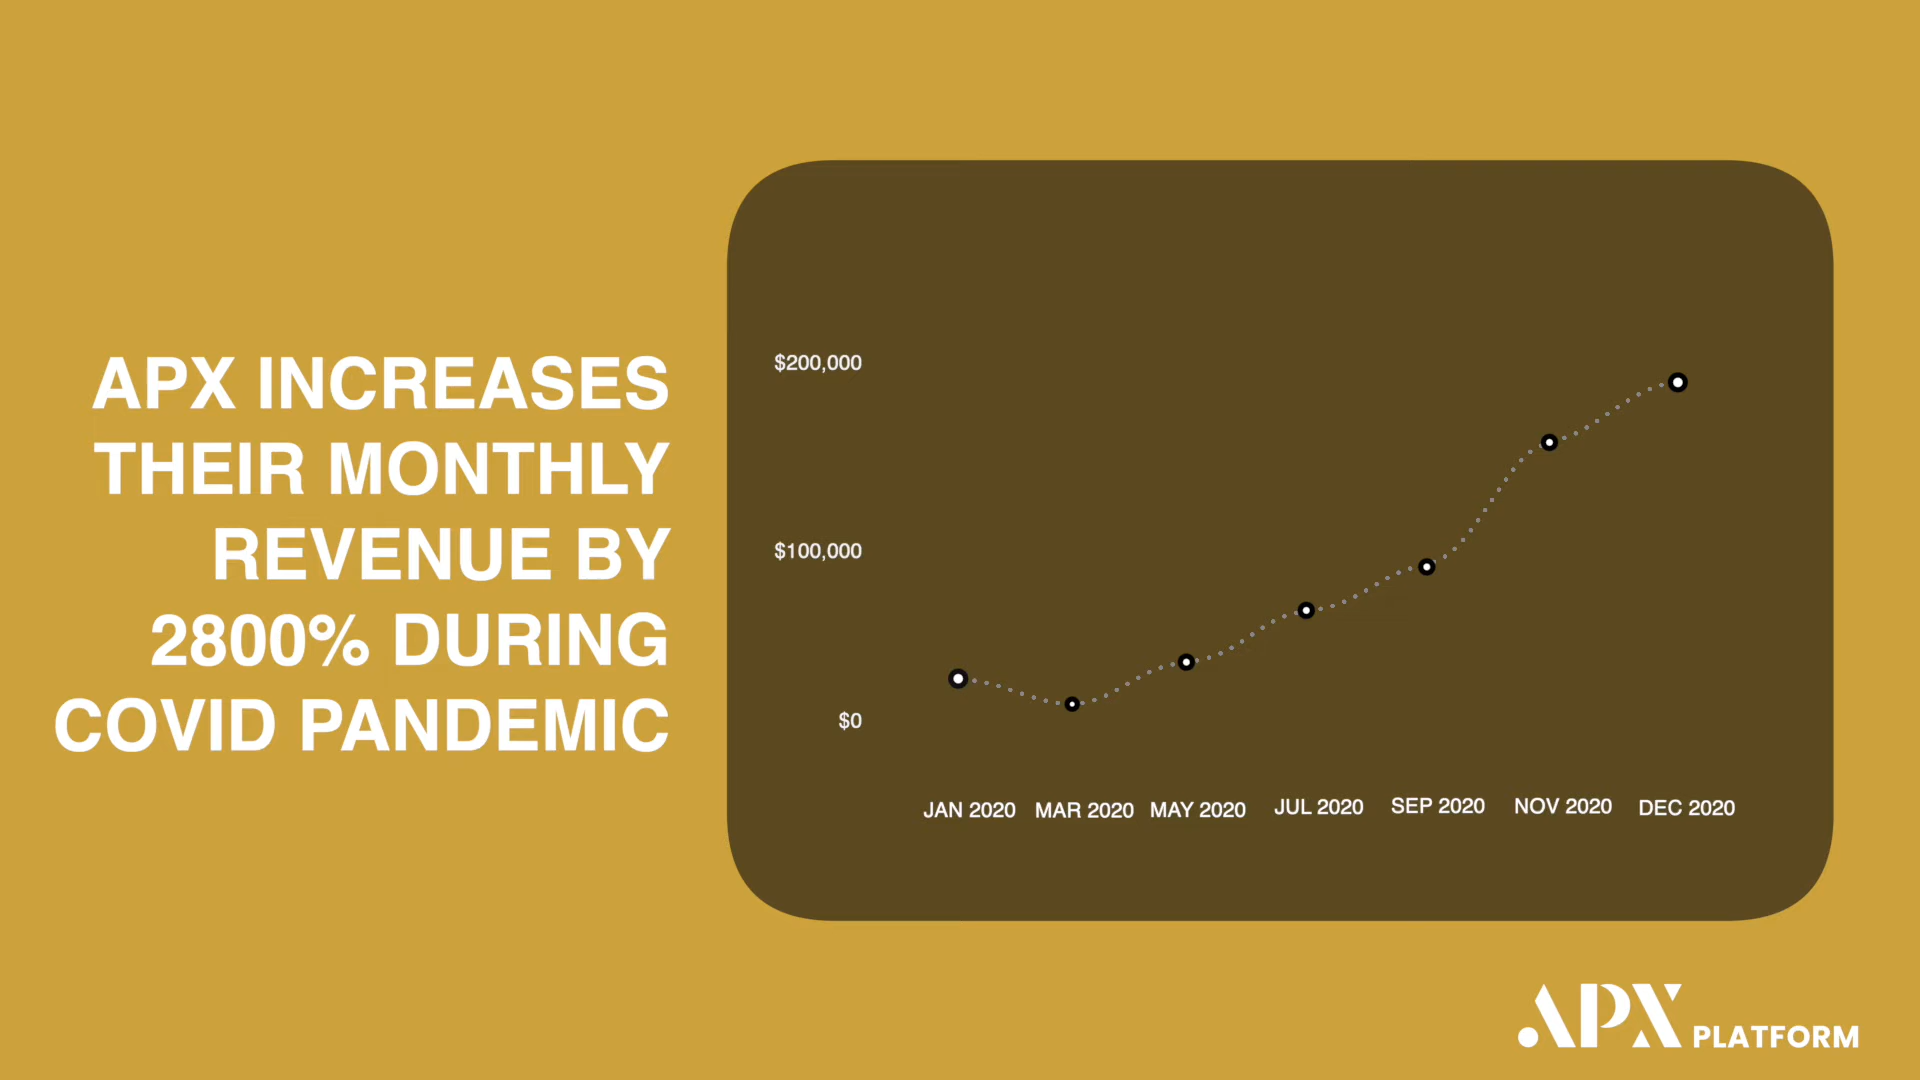 APX INCREASES
THEIR MONTHLY
REVENUE BY
2800% DURING
COVID PANDEMIC
$200,000
$100,000
$0
JAN 2020 MAR 2020 MAY 2020 JUL 2020 SEP 2020 NOV 2020 DEC 2020
APX PLATFORM